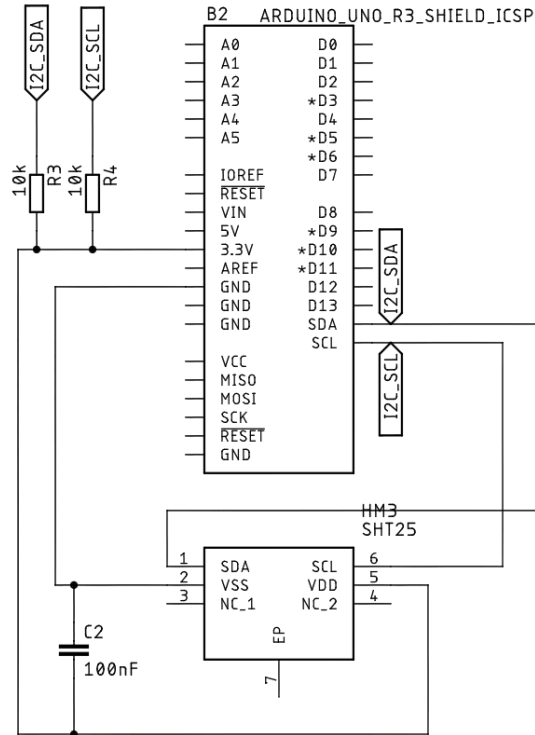 B2 ARDUINO_UNO_R3_SHIELD_ICSP
I2C_SDA
I2C_SCL
10k
R3
10k
R4
A0
A1
A2
A3
A4
A5
IOREF
RESET
VIN
5V
3.3V
AREF
GND
GND
GND
VCC
MISO
MOSI
SCK
RESET
GND
D0
D1
D2
*D3
D4
*D5
*D6
D7
D8
*D9
*D10
*D11
D12
D13
SDA
SCL
I2C_SDA
I2C_SCL
HM3
SHT25
1 SDA
2 VSS
3 NC_1
SCL 6
VDD 5
NC_2 4
EP
7
C2
100nF